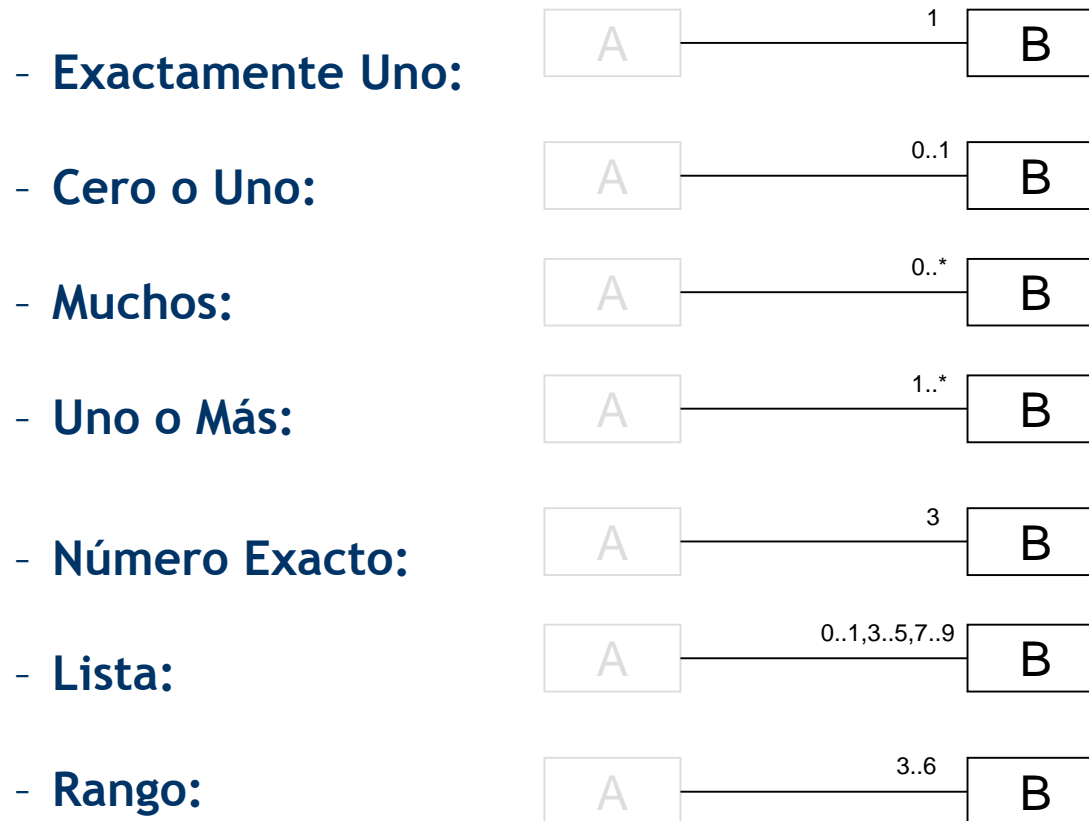 - Exactamente Uno: A 1 B
- Cero o Uno: A 0..1 B
- Muchos: A 0..* B
- Uno o Más: A 1..* B
- Número Exacto: A 3 B
- Lista: A 0..1,3..5,7..9 B
- Rango: A 3..6 B